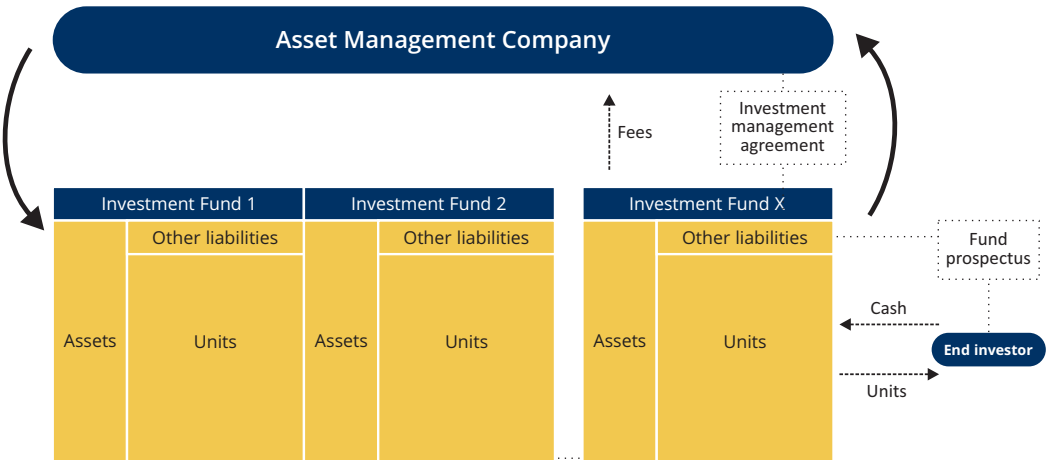 Asset Management Company
Fees
Investment
management
agreement
Investment Fund 1
Investment Fund 2
Investment Fund X
Other liabilities
Other liabilities
Other liabilities
Fund
prospectus
Cash
Assets
Units
Assets
Units
Assets
Units
End investor
Units